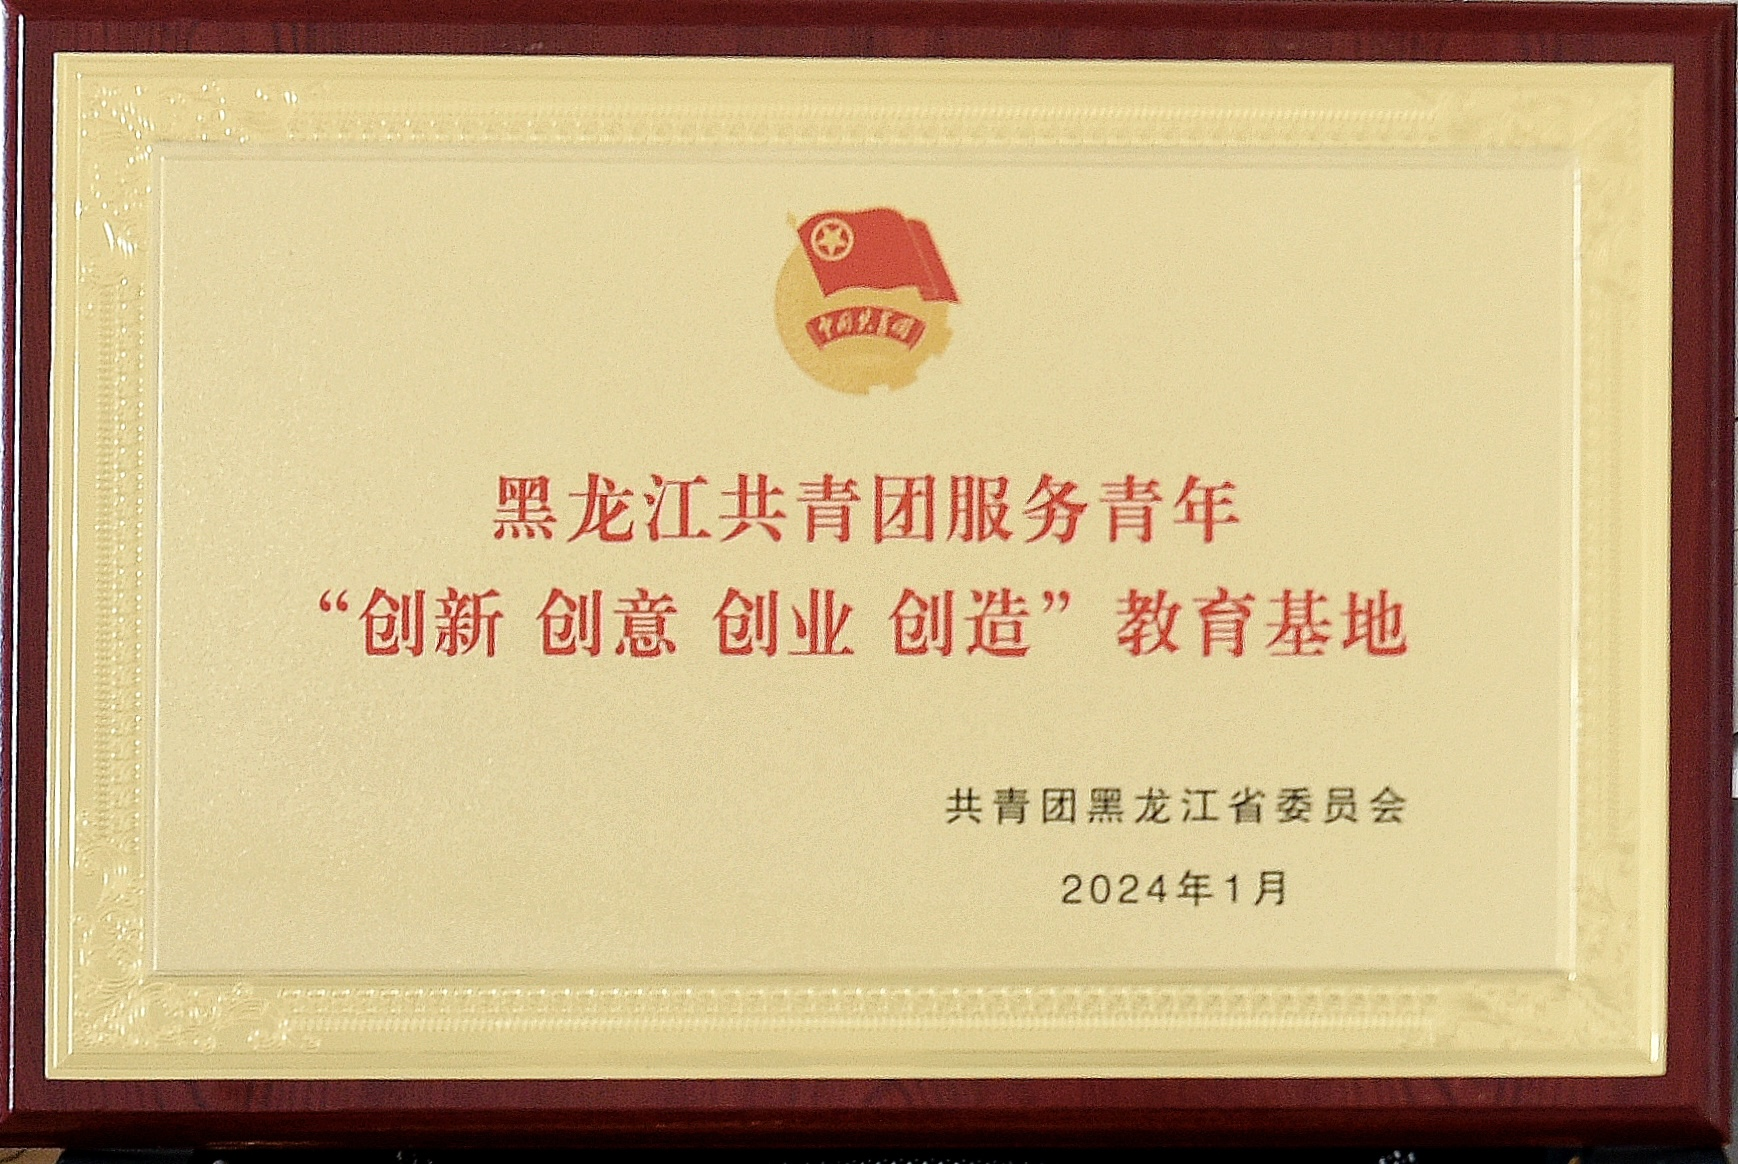 中国共青团
黑龙江共青团服务青年
“创新 创意 创业 创造”教育基地
共青团黑龙江省委员会
2024年1月